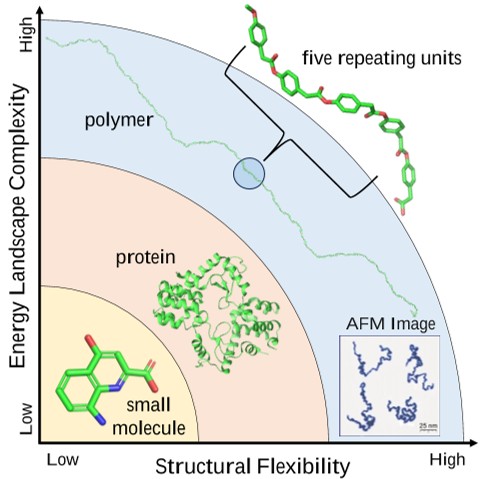 High
Energy Landscape Complexity
Low
five repeating units
polymer
protein
AFM Image
25 nm
small
molecule
Low
Structural Flexibility
High